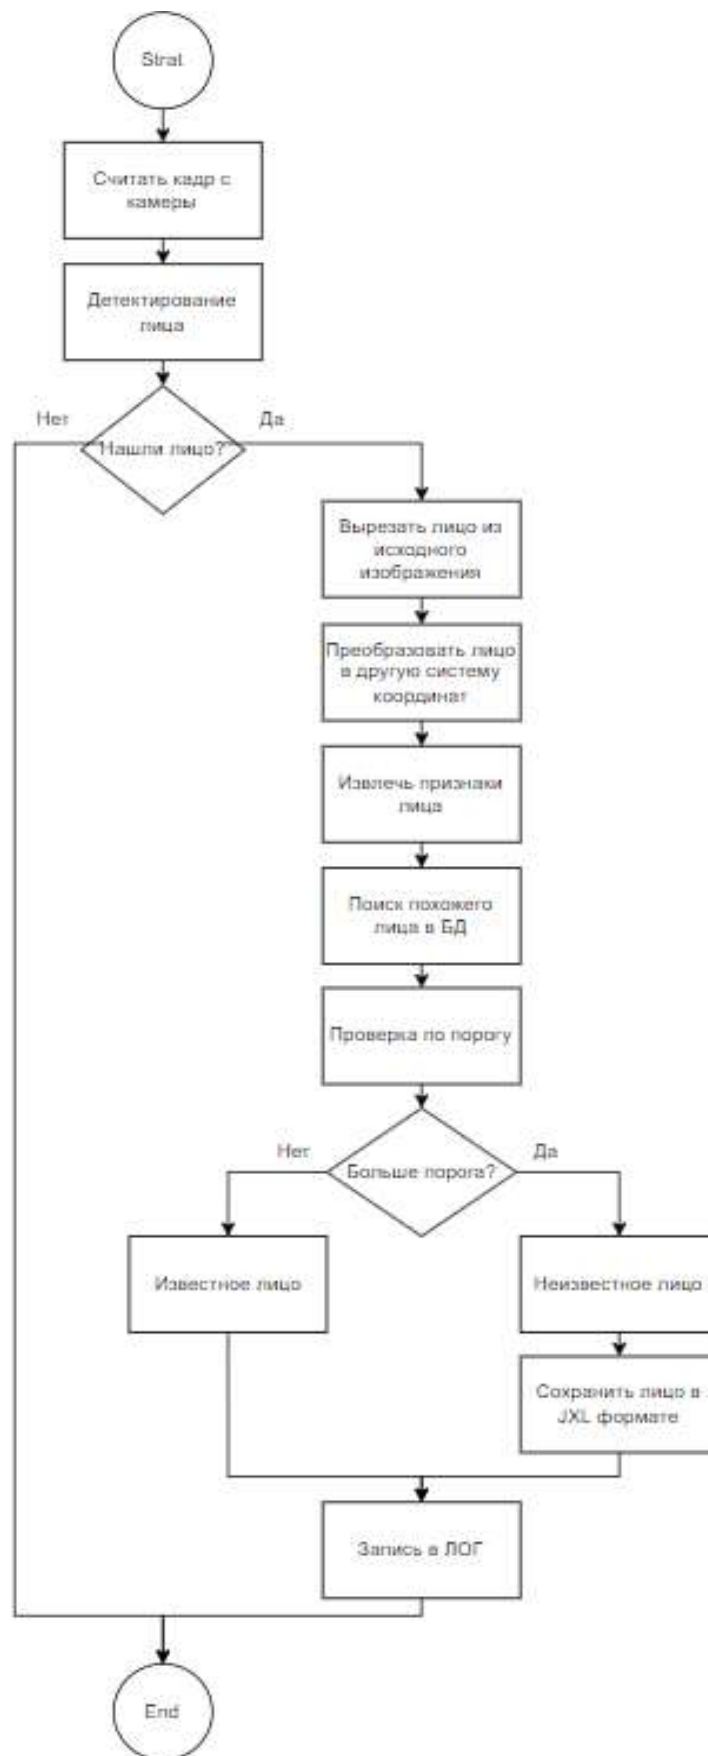 Strat
Считать кадр с
камеры
Детектирование
лица
Нет
Да
Нашли лицо?
Вырезать лицо из
исходного
изображения
Преобразовать лицо
в другую систему
координат
Извлечь признаки
лица
Поиск похожего
лица в БД
Проверка по порогу
Нет
Да
Больше порога?
Известное лицо
Неизвестное лицо
Сохранить лицо в
JXL формате
Запись в ЛОГ
End